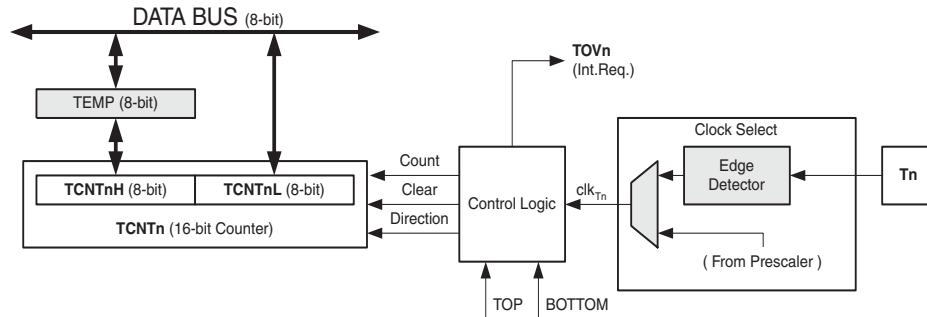 DATA BUS (8-bit)
TOVn
(Int.Req.)
TEMP (8-bit)
Clock Select
Count
Edge
Detector
Tn
TCNTnH (8-bit) TCNTnL (8-bit)
Clear
Control Logic
clkTn
TCNTn (16-bit Counter)
Direction
( From Prescaler )
TOP
BOTTOM